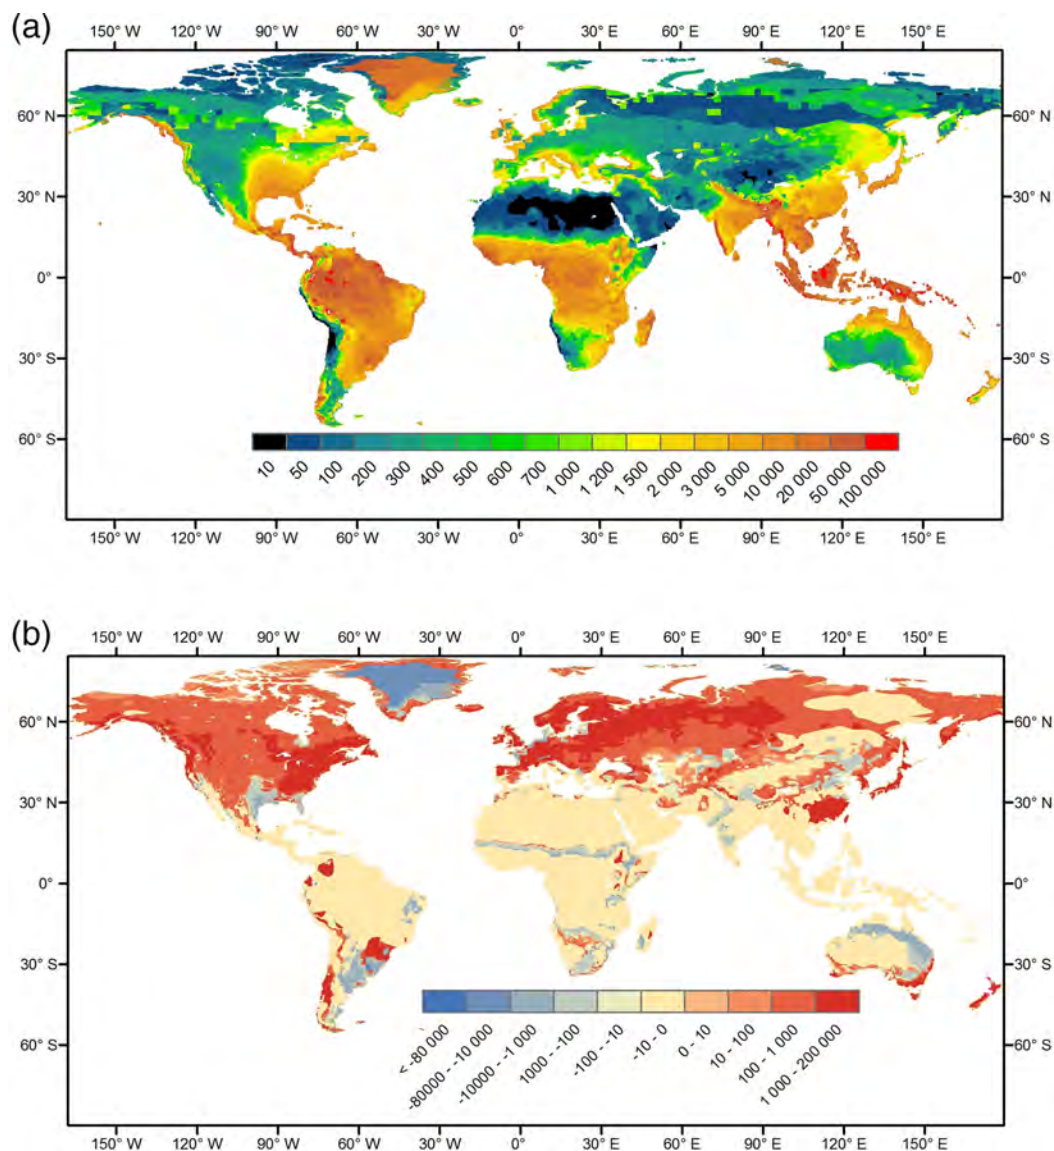 (a)
150° W 120° W 90° W 60° W 30° W 0° 30° E 60° E 90° E 120° E 150° E
60° N 60° N
30° N 30° N
0° 0°
30° S 30° S
60° S 60° S
10 50 100 200 300 400 500 600 700 1 000 1 200 1 500 2 000 3 000 5 000 10 000 20 000 50 000 100 000
150° W 120° W 90° W 60° W 30° W 0° 30° E 60° E 90° E 120° E 150° E
(b)
150° W 120° W 90° W 60° W 30° W 0° 30° E 60° E 90° E 120° E 150° E
60° N 60° N
30° N 30° N
0° 0°
30° S 30° S
< -80 000 -80000 - -10 000 -10000 - -1 000 1000 - -100 -100 - -10 -10 - 0 0 - 10 10 - 100 100 - 1 000 1 000 - 200 000
60° S 60° S
150° W 120° W 90° W 60° W 30° W 0° 30° E 60° E 90° E 120° E 150° E